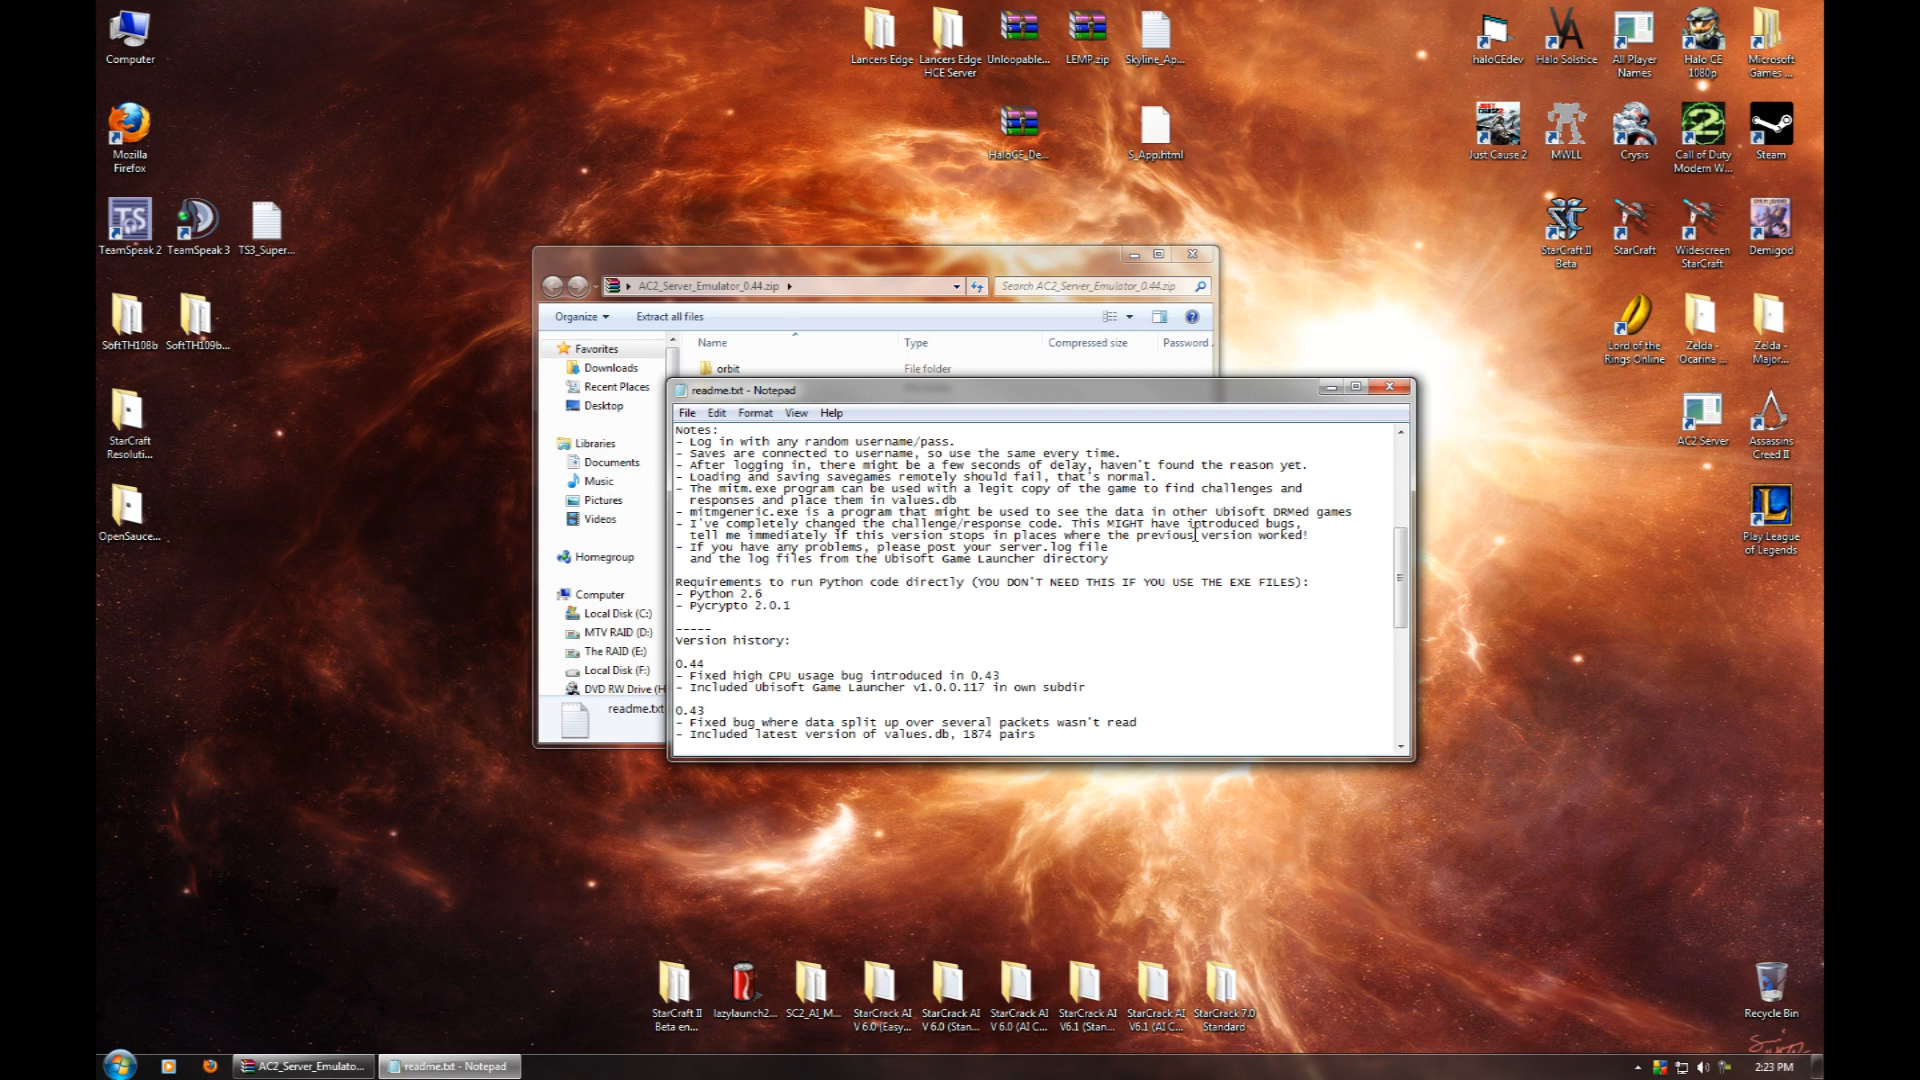 Computer
Lancers Edge
Lancers Edge
HCE Server
Unloopable...
LEMP.zip
Skyline_Ap...
haloCEdev
Halo Solstice
All Player
Names
Halo CE
1080p
Microsoft
Games ...
Mozilla
Firefox
HaloCE_De...
S_App.html
Just Cause 2
MWLL
Crysis
Call of Duty
Modern W...
Steam
TeamSpeak 2
TeamSpeak 3
TS3_Super...
StarCraft II
Beta
StarCraft
Widescreen
StarCraft
Demigod
SoftTH108b
SoftTH109b...
Lord of the
Rings Online
Zelda -
Ocarina ...
Zelda -
Major...
StarCraft
Resoluti...
AC2 Server
Assassins
Creed II
OpenSauce...
Play League
of Legends
AC2_Server_Emulator_0.44.zip
Search AC2_Server_Emulator_0.44.zip
Organize
Extract all files
Name
Type
Compressed size
Password
Favorites
Downloads
Recent Places
Desktop
Libraries
Documents
Music
Pictures
Videos
Homegroup
Computer
Local Disk (C:)
MTV RAID (D:)
The RAID (E:)
Local Disk (F:)
DVD RW Drive (H
orbit
File folder
readme.txt
readme.txt - Notepad
File Edit Format View Help
Notes:
- Log in with any random username/pass.
- Saves are connected to username, so use the same every time.
- After logging in, there might be a few seconds of delay, haven't found the reason yet.
- Loading and saving savegames remotely should fail, that's normal.
- The mitm.exe program can be used with a legit copy of the game to find challenges and
responses and place them in values.db
- mitmgeneric.exe is a program that might be used to see the data in other Ubisoft DRMed games
- I've completely changed the challenge/response code. This MIGHT have introduced bugs,
tell me immediately if this version stops in places where the previous version worked!
- If you have any problems, please post your server.log file
and the log files from the Ubisoft Game Launcher directory
Requirements to run Python code directly (YOU DON'T NEED THIS IF YOU USE THE EXE FILES):
- Python 2.6
- Pycrypto 2.0.1
-----
Version history:
0.44
- Fixed high CPU usage bug introduced in 0.43
- Included Ubisoft Game Launcher v1.0.0.117 in own subdir
0.43
- Fixed bug where data split up over several packets wasn't read
- Included latest version of values.db, 1874 pairs
StarCraft II
Beta en...
lazylaunch2...
SC2_AI_M...
StarCrack AI
V 6.0 (Easy,...
StarCrack AI
V 6.0 (Stan...
StarCrack AI
V 6.0 (AI C...
StarCrack AI
V6.1 (Stan...
StarCrack AI
V6.1 (AI C...
StarCrack 7.0
Standard
Recycle Bin
AC2_Server_Emulato...
readme.txt - Notepad
2:23 PM